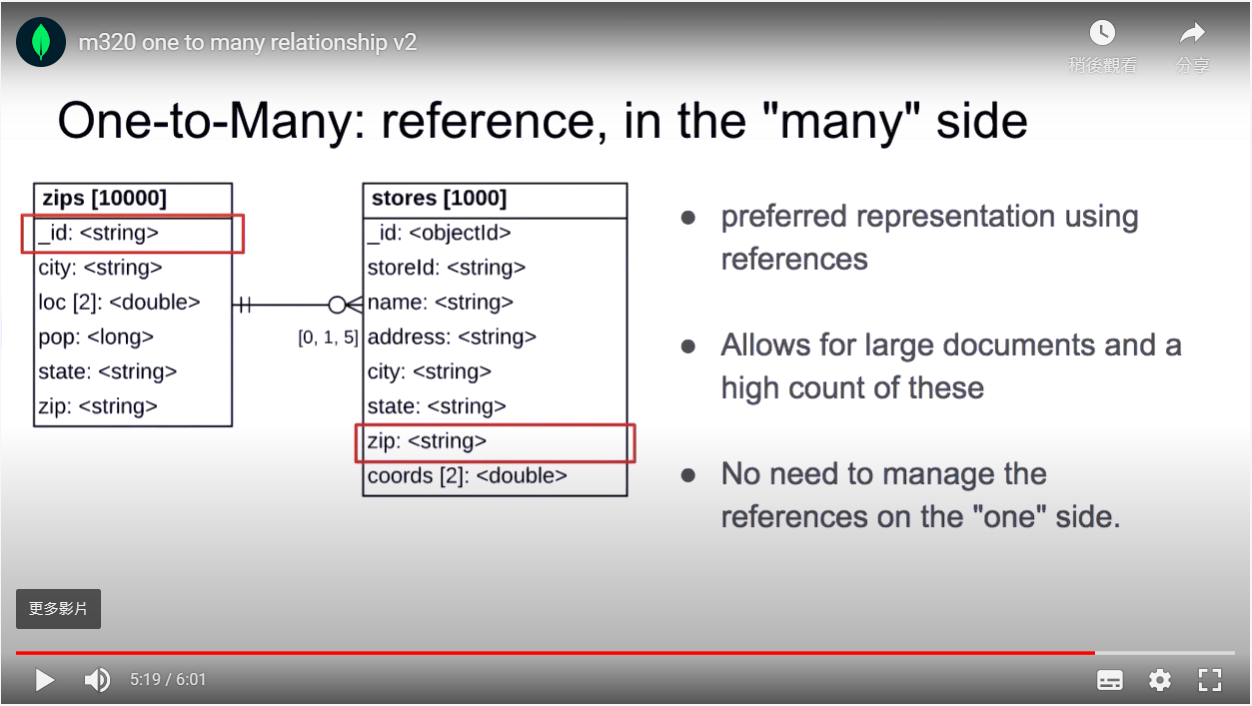 m320 one to many relationship v2
稍後觀看
分享
One-to-Many: reference, in the "many" side
zips [10000]
_id: <string>
city: <string>
loc [2]: <double>
pop: <long>
state: <string>
zip: <string>
[0, 1, 5]
stores [1000]
_id: <objectId>
storeId: <string>
name: <string>
address: <string>
city: <string>
state: <string>
zip: <string>
coords [2]: <double>
● preferred representation using
references
● Allows for large documents and a
high count of these
● No need to manage the
references on the "one" side.
更多影片
5:19 / 6:01